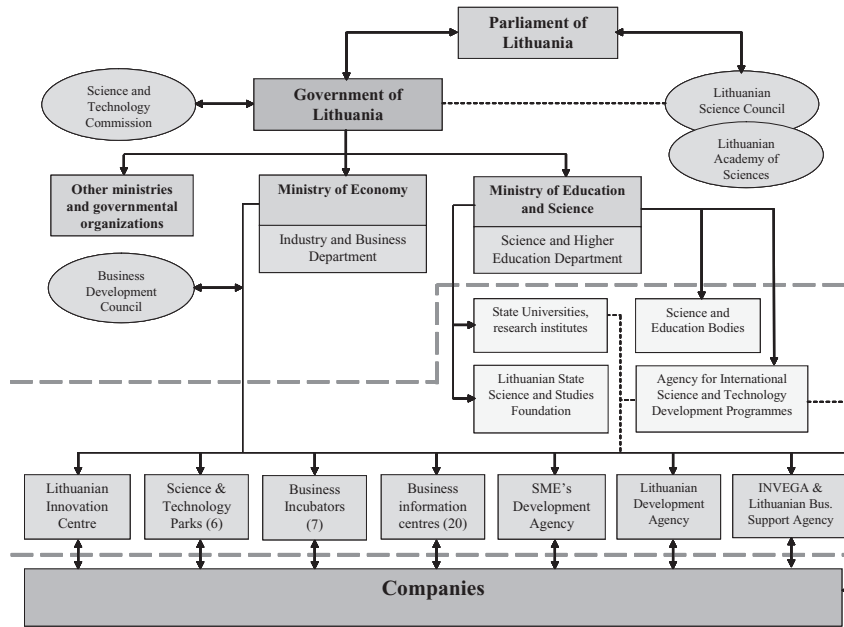 Parliament of
Lithuania
Science and
Technology
Commission
Government of
Lithuania
Lithuanian
Science Council
Lithuanian
Academy of
Sciences
Other ministries
and governmental
organizations
Ministry of Economy
Industry and Business
Department
Ministry of Education
and Science
Science and Higher
Education Department
Business
Development
Council
State Universities,
research institutes
Science and
Education Bodies
Lithuanian State
Science and Studies
Foundation
Agency for International
Science and Technology
Development Programmes
Lithuanian
Innovation
Centre
Science &
Technology
Parks (6)
Business
Incubators
(7)
Business
information
centres (20)
SME's
Development
Agency
Lithuanian
Development
Agency
INVEGA &
Lithuanian Bus.
Support Agency
Companies